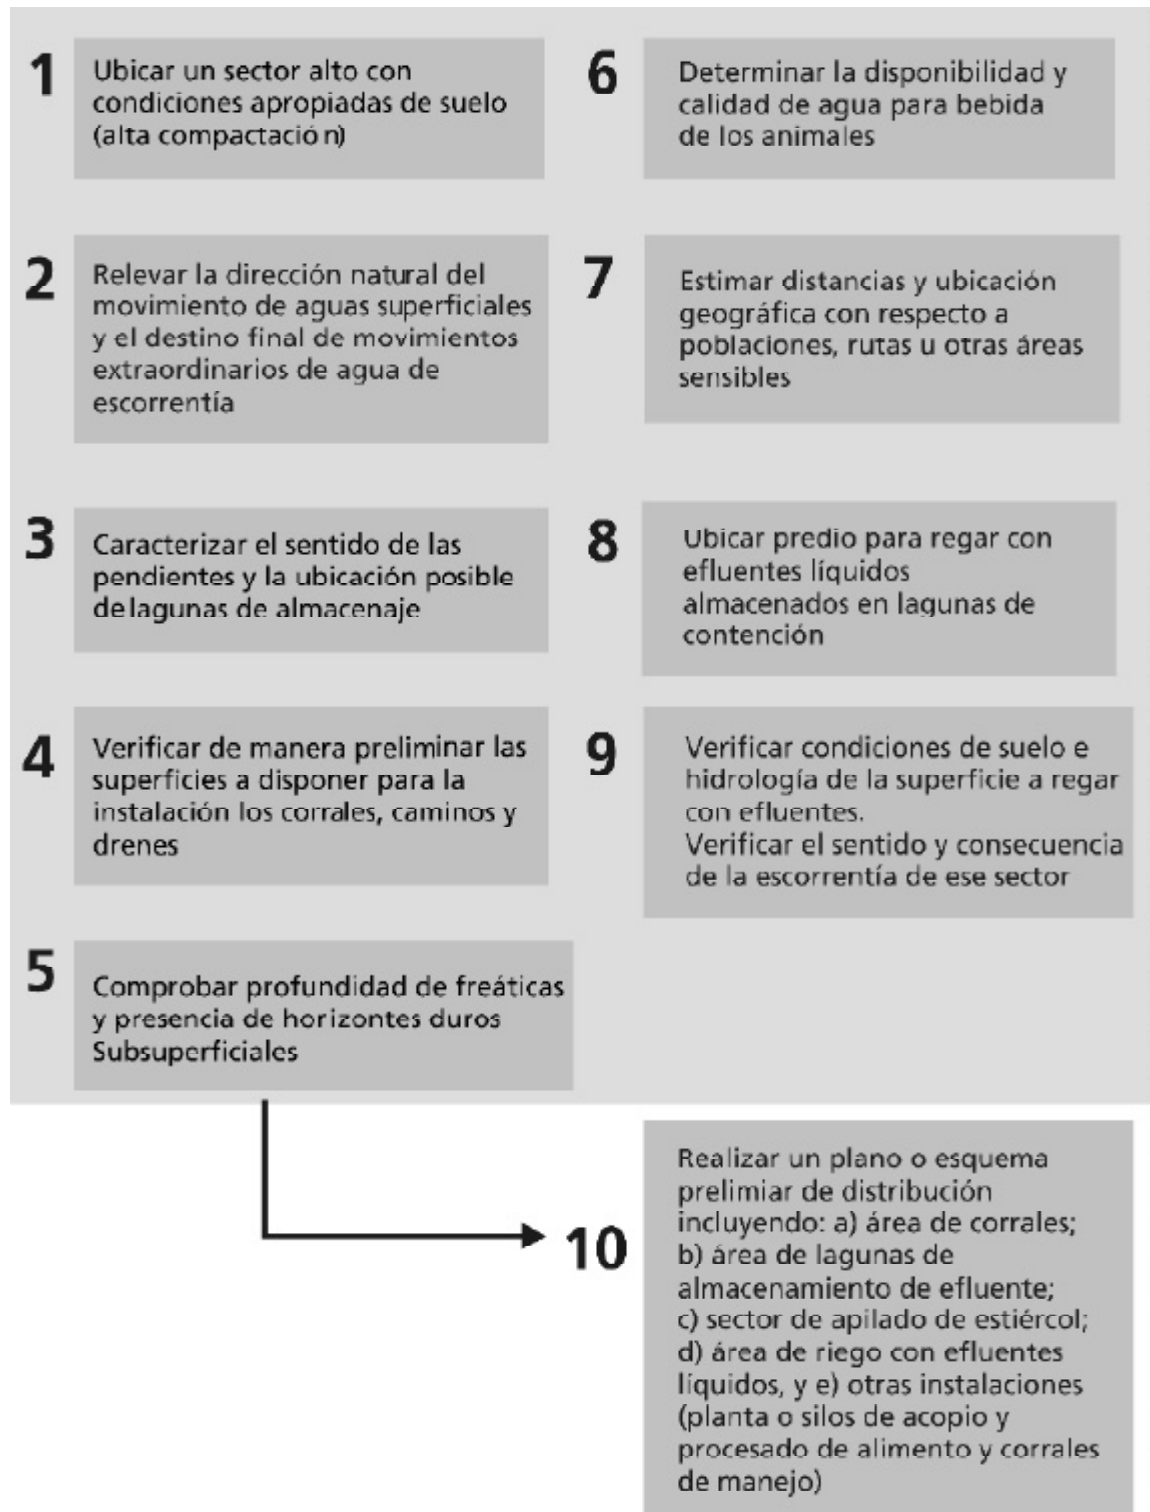 1
Ubicar un sector alto con
condiciones apropiadas de suelo
(alta compactación)
2
Relevar la dirección natural del
movimiento de aguas superficiales
y el destino final de movimientos
extraordinarios de agua de
escorrentía
3
Caracterizar el sentido de las
pendientes y la ubicación posible
de lagunas de almacenaje
4
Verificar de manera preliminar las
superficies a disponer para la
instalación los corrales, caminos y
drenes
5
Comprobar profundidad de freáticas
y presencia de horizontes duros
Subsuperficiales
6
Determinar la disponibilidad y
calidad de agua para bebida
de los animales
7
Estimar distancias y ubicación
geográfica con respecto a
poblaciones, rutas u otras áreas
sensibles
8
Ubicar predio para regar con
efluentes líquidos
almacenados en lagunas de
contención
9
Verificar condiciones de suelo e
hidrología de la superficie a regar
con efluentes.
Verificar el sentido y consecuencia
de la escorrentía de ese sector
10
Realizar un plano o esquema
prelimiar de distribución
incluyendo: a) área de corrales;
b) área de lagunas de
almacenamiento de efluente;
c) sector de apilado de estiércol;
d) área de riego con efluentes
líquidos, y e) otras instalaciones
(planta o silos de acopio y
procesado de alimento y corrales
de manejo)